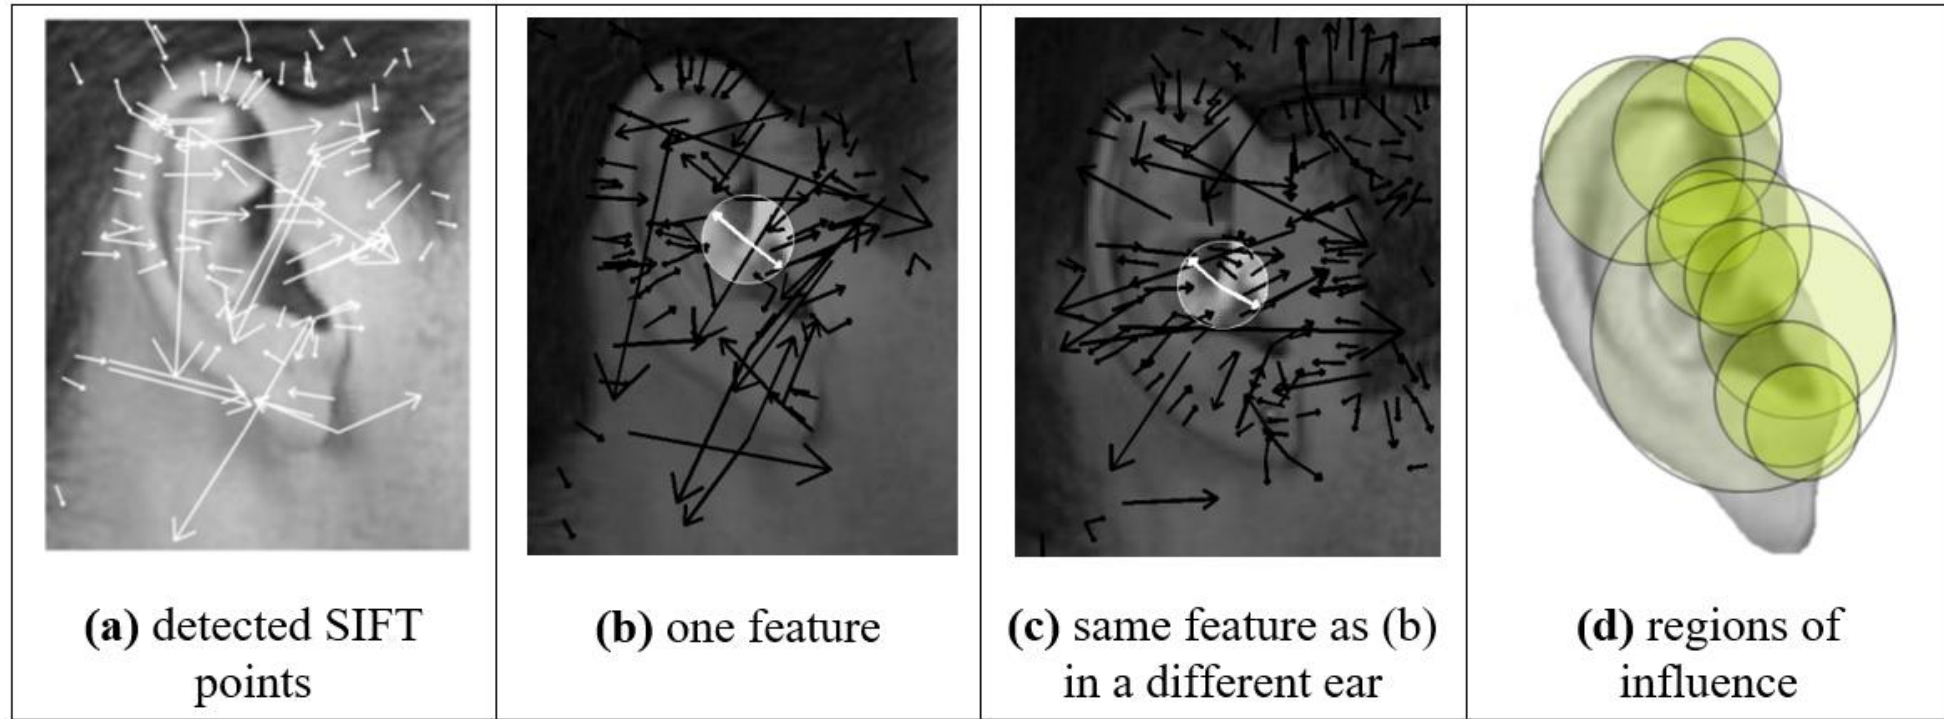 (a) detected SIFT
points
(b) one feature
(c) same feature as (b)
in a different ear
(d) regions of
influence